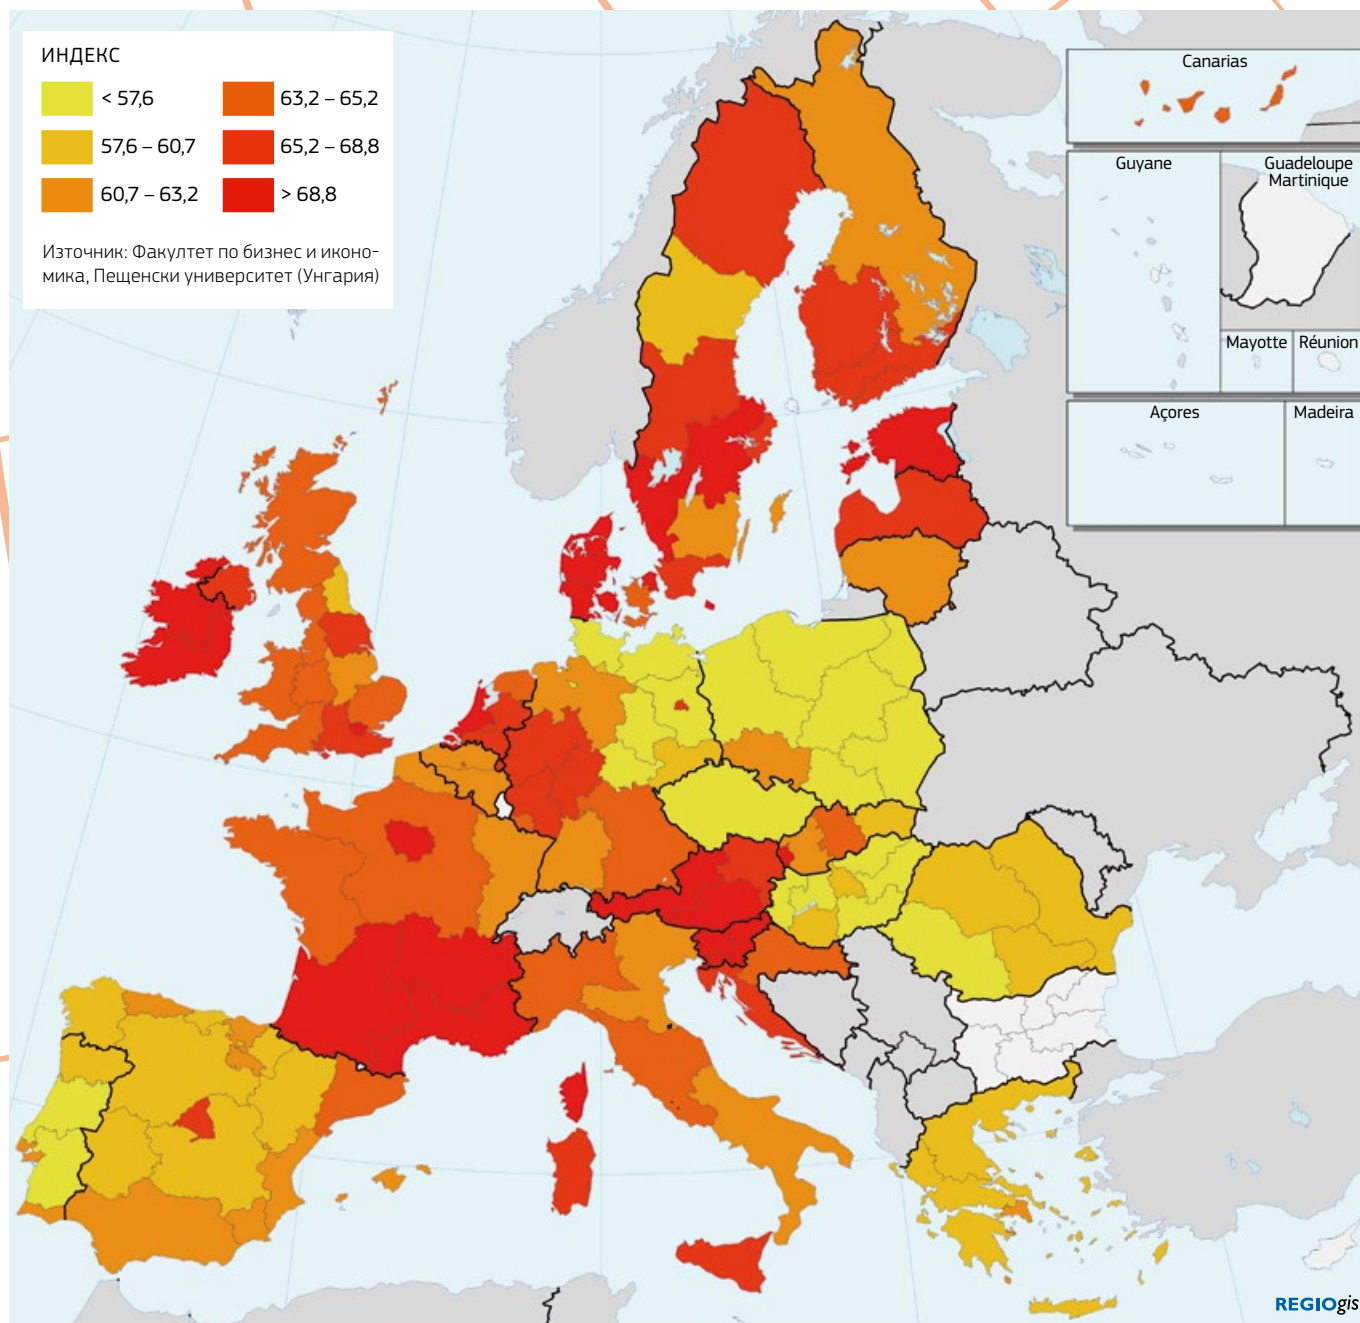 ИНДЕКС
< 57,6
63,2 – 65,2
57,6 – 60,7
65,2 – 68,8
60,7 – 63,2
> 68,8
Източник: Факултет по бизнес и иконо-
мика, Пещенски университет (Унгария)
Canarias
Guyane
Guadeloupe
Martinique
Mayotte
Réunion
Açores
Madeira
REGIOgis